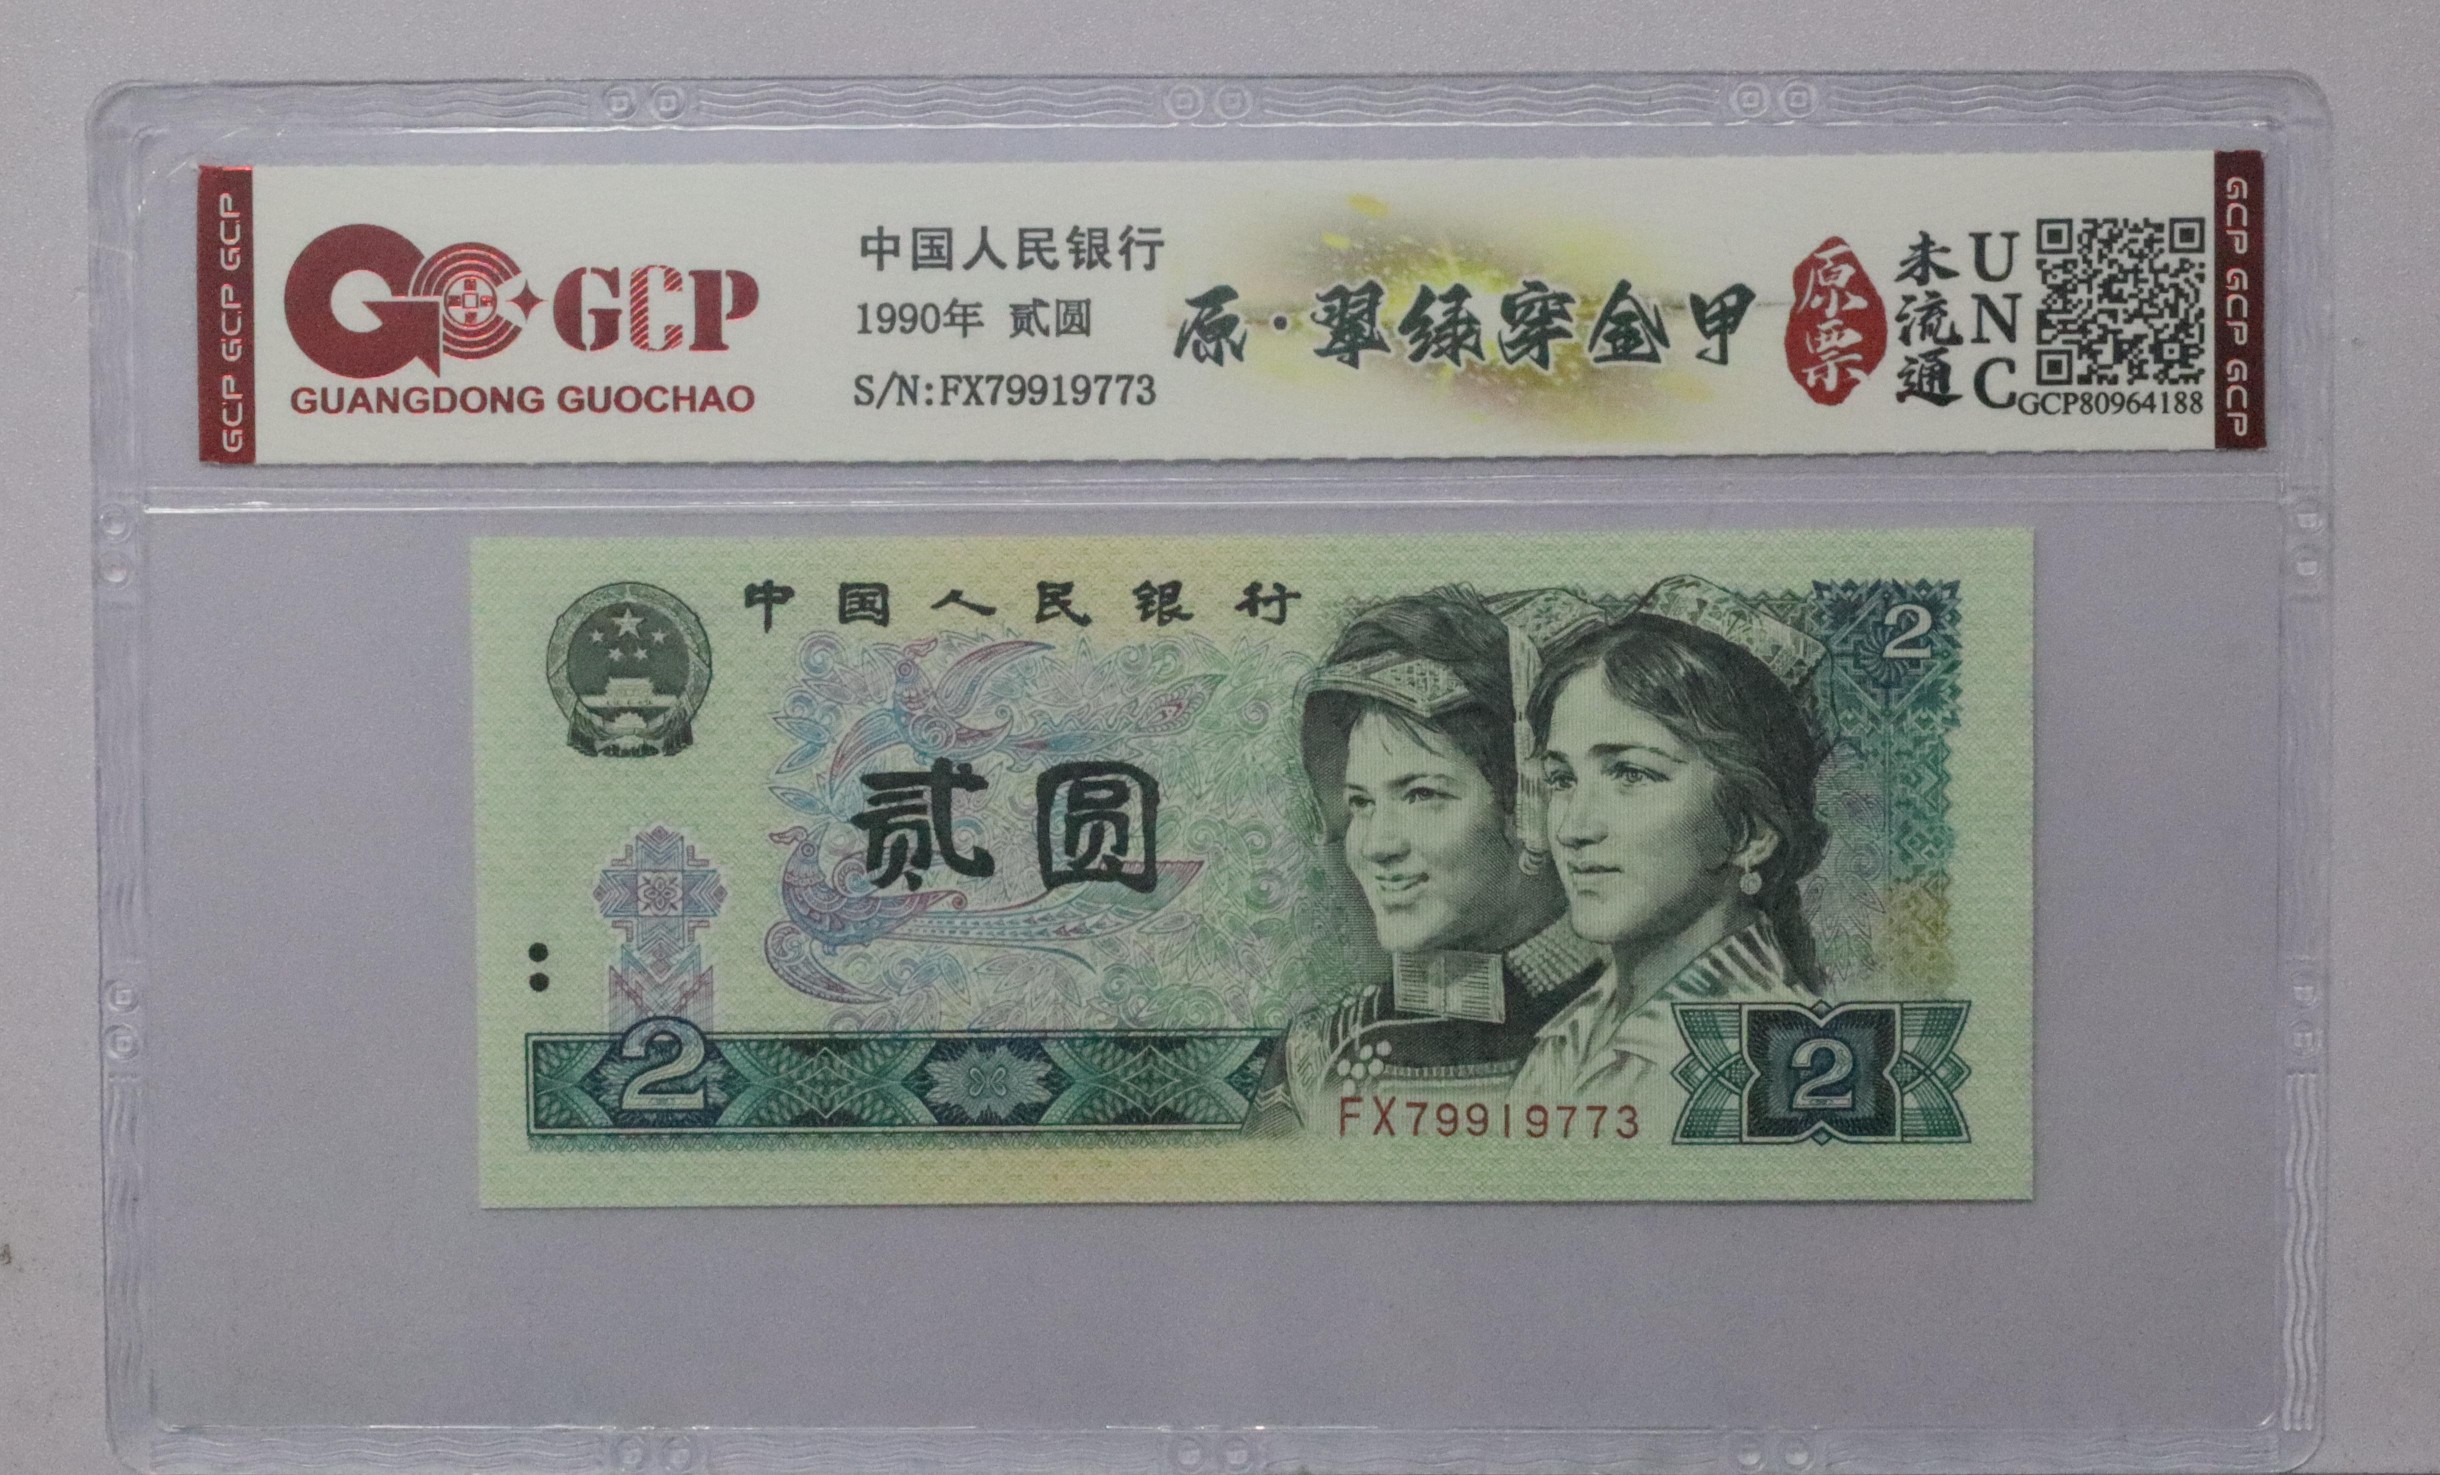 GCP GCP GCP
GCP
GUANGDONG GUOCHAO
中国人民银行
1990年 贰圆
S/N:FX79919773
原·翠绿穿金甲
原票
未流通
UNC
GCP80964188
GCP GCP GCP
中国人民银行
2
贰圆
2
FX79919773
2